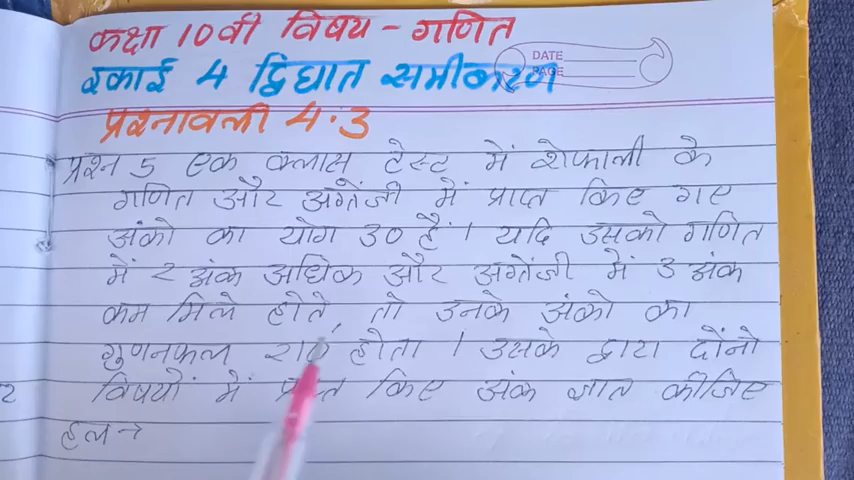 कक्षा 10वी विषय - गणित
इकाई 4 द्विघात समीकरण
DATE
PAGE
प्रश्नावली 4.3
प्रश्न 5 एक क्लास टेस्ट में शेफाली के
गणित और अंग्रेजी में प्राप्त किए गए
अंको का योग 30 है। यदि उसको गणित
में 2 अंक अधिक और अंग्रेजी में 3 अंक
कम मिले होते, तो उनके अंको का
गुणनफल 210 होता । उसके द्वारा दोंनो
विषयों में प्राप्त किए अंक ज्ञात कीजिए
हल →